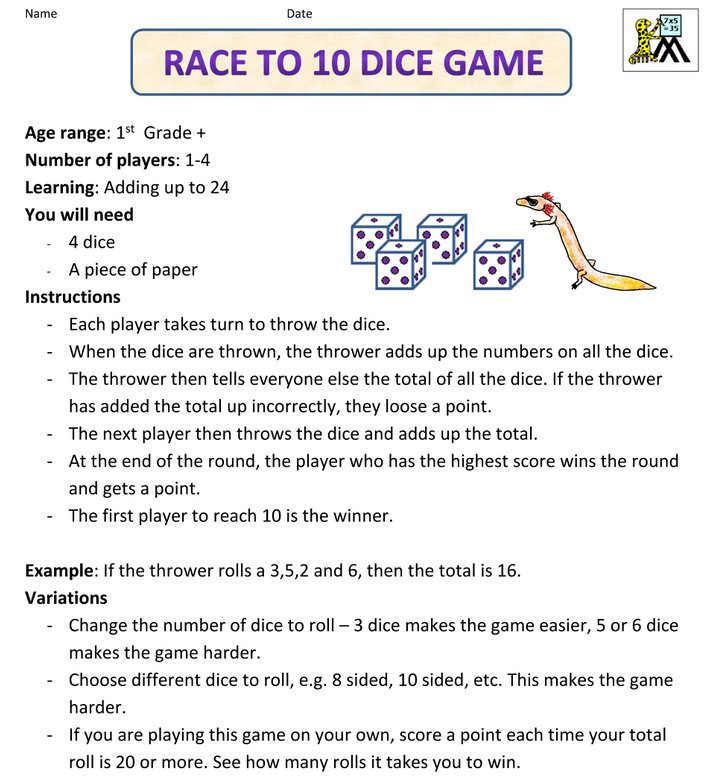 Name Date
7x5
=35
RACE TO 10 DICE GAME
Age range: 1st Grade +
Number of players: 1-4
Learning: Adding up to 24
You will need
- 4 dice
- A piece of paper
Instructions
- Each player takes turn to throw the dice.
- When the dice are thrown, the thrower adds up the numbers on all the dice.
- The thrower then tells everyone else the total of all the dice. If the thrower
has added the total up incorrectly, they loose a point.
- The next player then throws the dice and adds up the total.
- At the end of the round, the player who has the highest score wins the round
and gets a point.
- The first player to reach 10 is the winner.
Example: If the thrower rolls a 3,5,2 and 6, then the total is 16.
Variations
- Change the number of dice to roll – 3 dice makes the game easier, 5 or 6 dice
makes the game harder.
- Choose different dice to roll, e.g. 8 sided, 10 sided, etc. This makes the game
harder.
- If you are playing this game on your own, score a point each time your total
roll is 20 or more. See how many rolls it takes you to win.